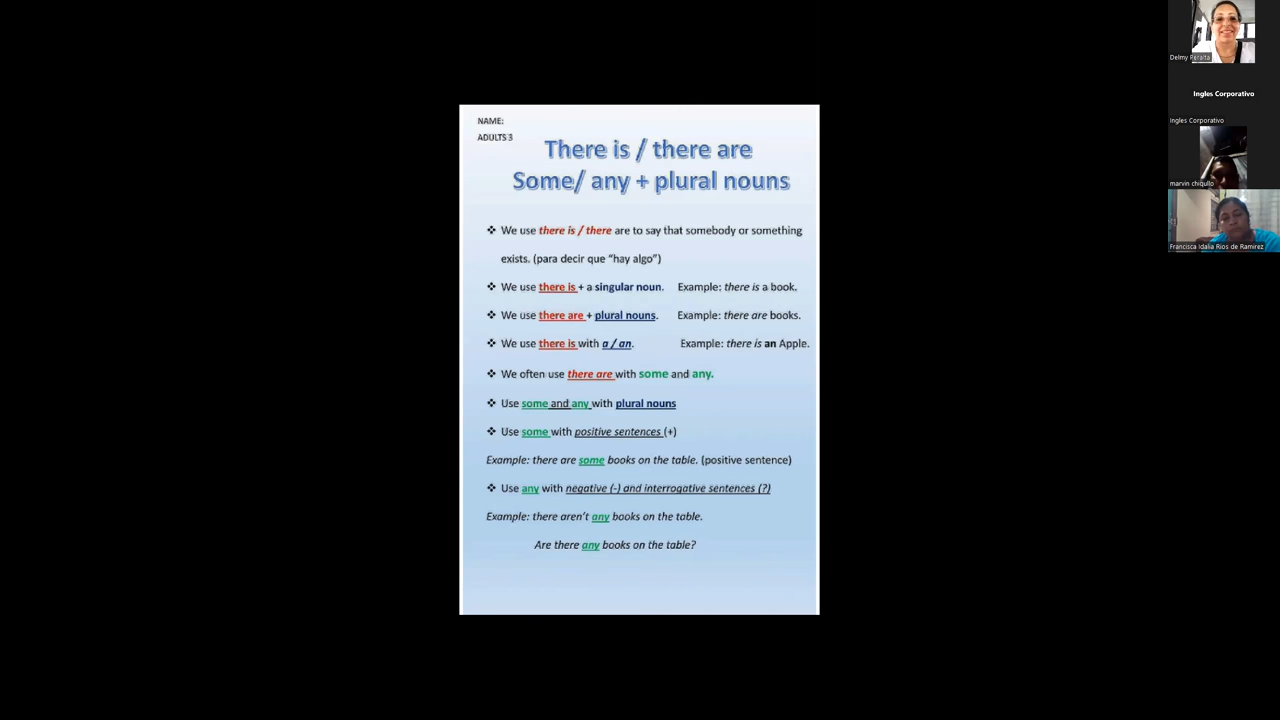 NAME:
ADULTS 3
There is / there are
Some/ any + plural nouns
❖ We use there is / there are to say that somebody or something
exists. (para decir que “hay algo”)
❖ We use there is + a singular noun. Example: there is a book.
❖ We use there are + plural nouns. Example: there are books.
❖ We use there is with a / an. Example: there is an Apple.
❖ We often use there are with some and any.
❖ Use some and any with plural nouns
❖ Use some with positive sentences (+)
Example: there are some books on the table. (positive sentence)
❖ Use any with negative (-) and interrogative sentences (?)
Example: there aren’t any books on the table.
Are there any books on the table?
Delmy Peralta
Ingles Corporativo
Ingles Corporativo
marvin chiquillo
Francisca Idalia Rios de Ramirez